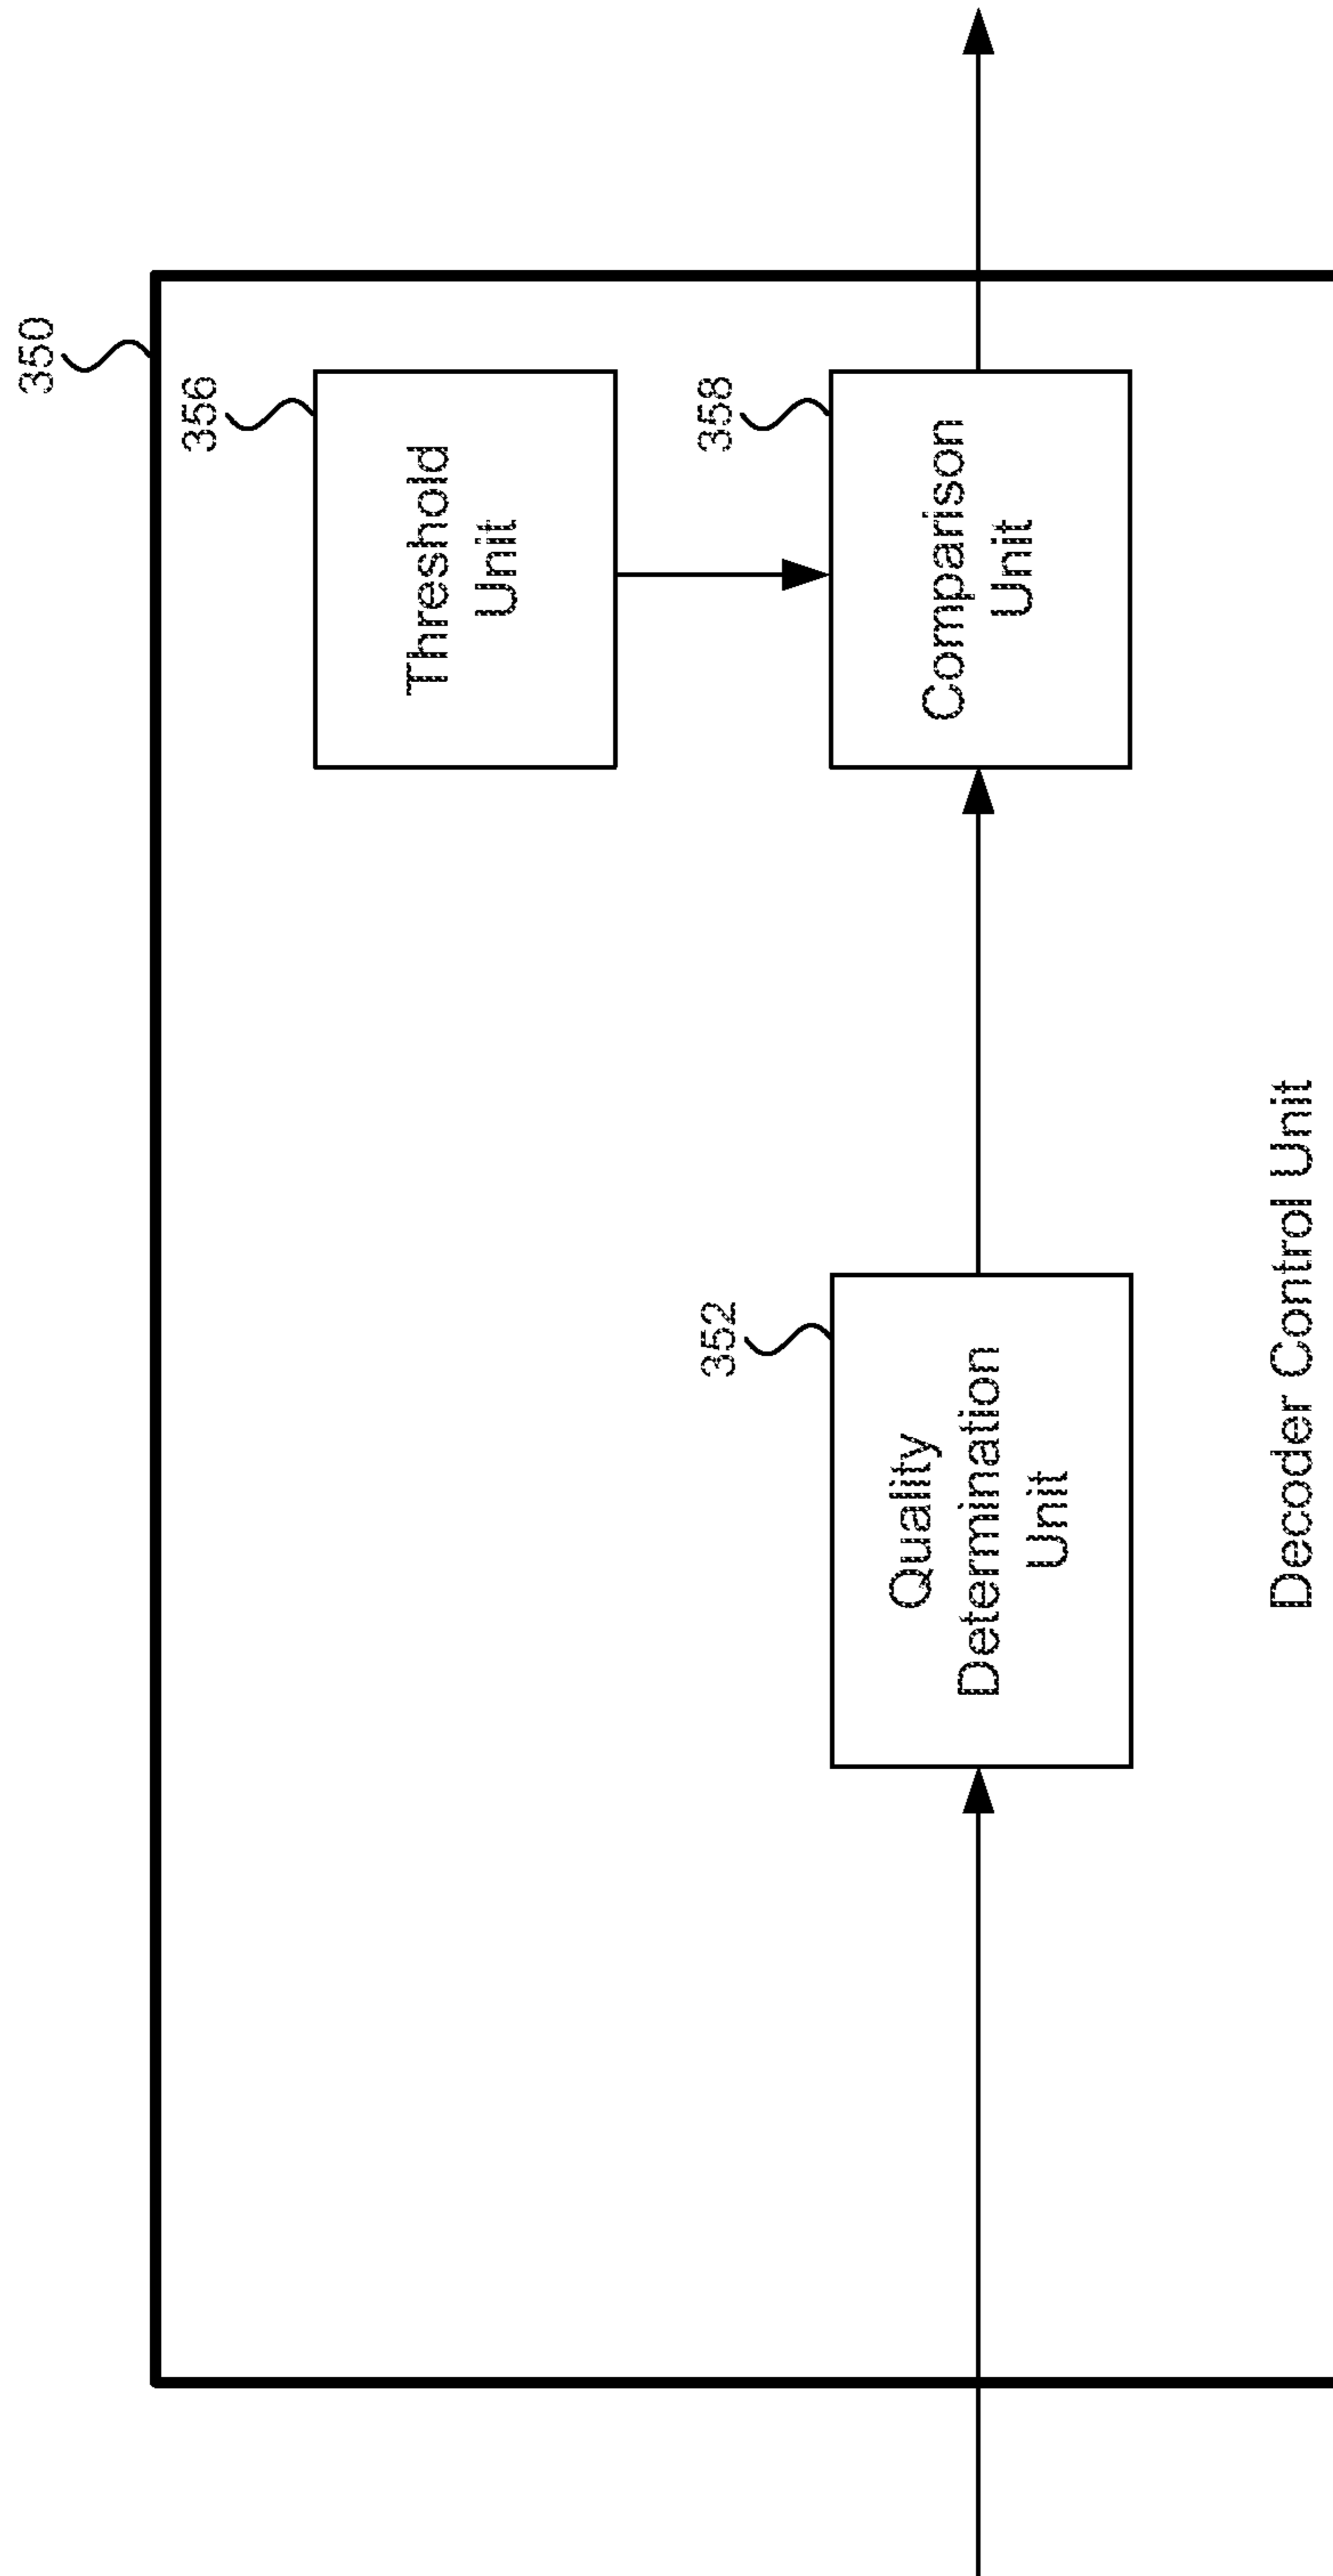 350
356
Threshold
Unit
358
Comparison
Unit
352
Quality
Determination
Unit
Decoder Control Unit